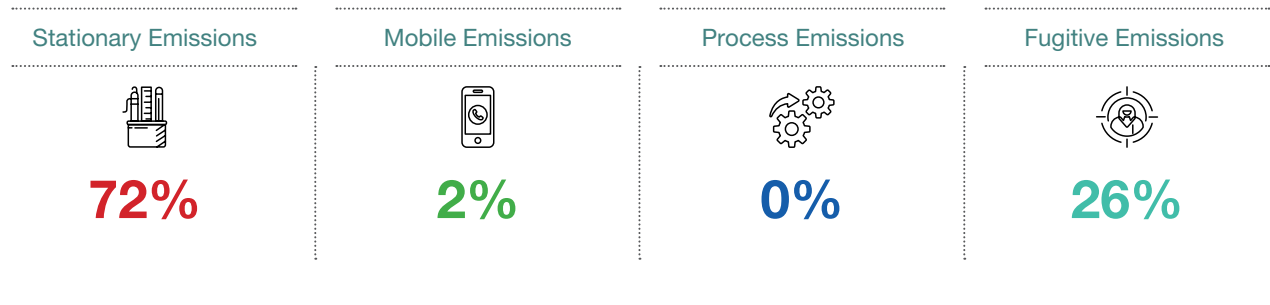 Stationary Emissions
Mobile Emissions
Process Emissions
Fugitive Emissions
72%
2%
0%
26%